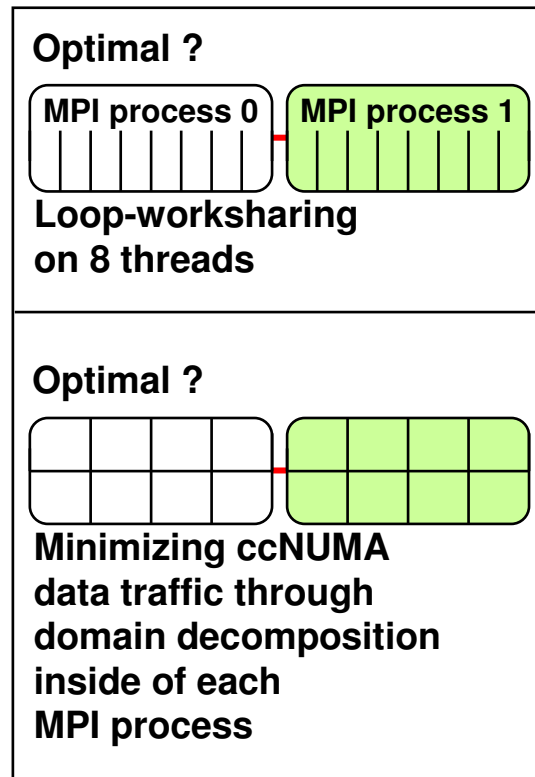 Optimal ?
MPI process 0 MPI process 1
Loop-worksharing
on 8 threads
Optimal ?
Minimizing ccNUMA
data traffic through
domain decomposition
inside of each
MPI process